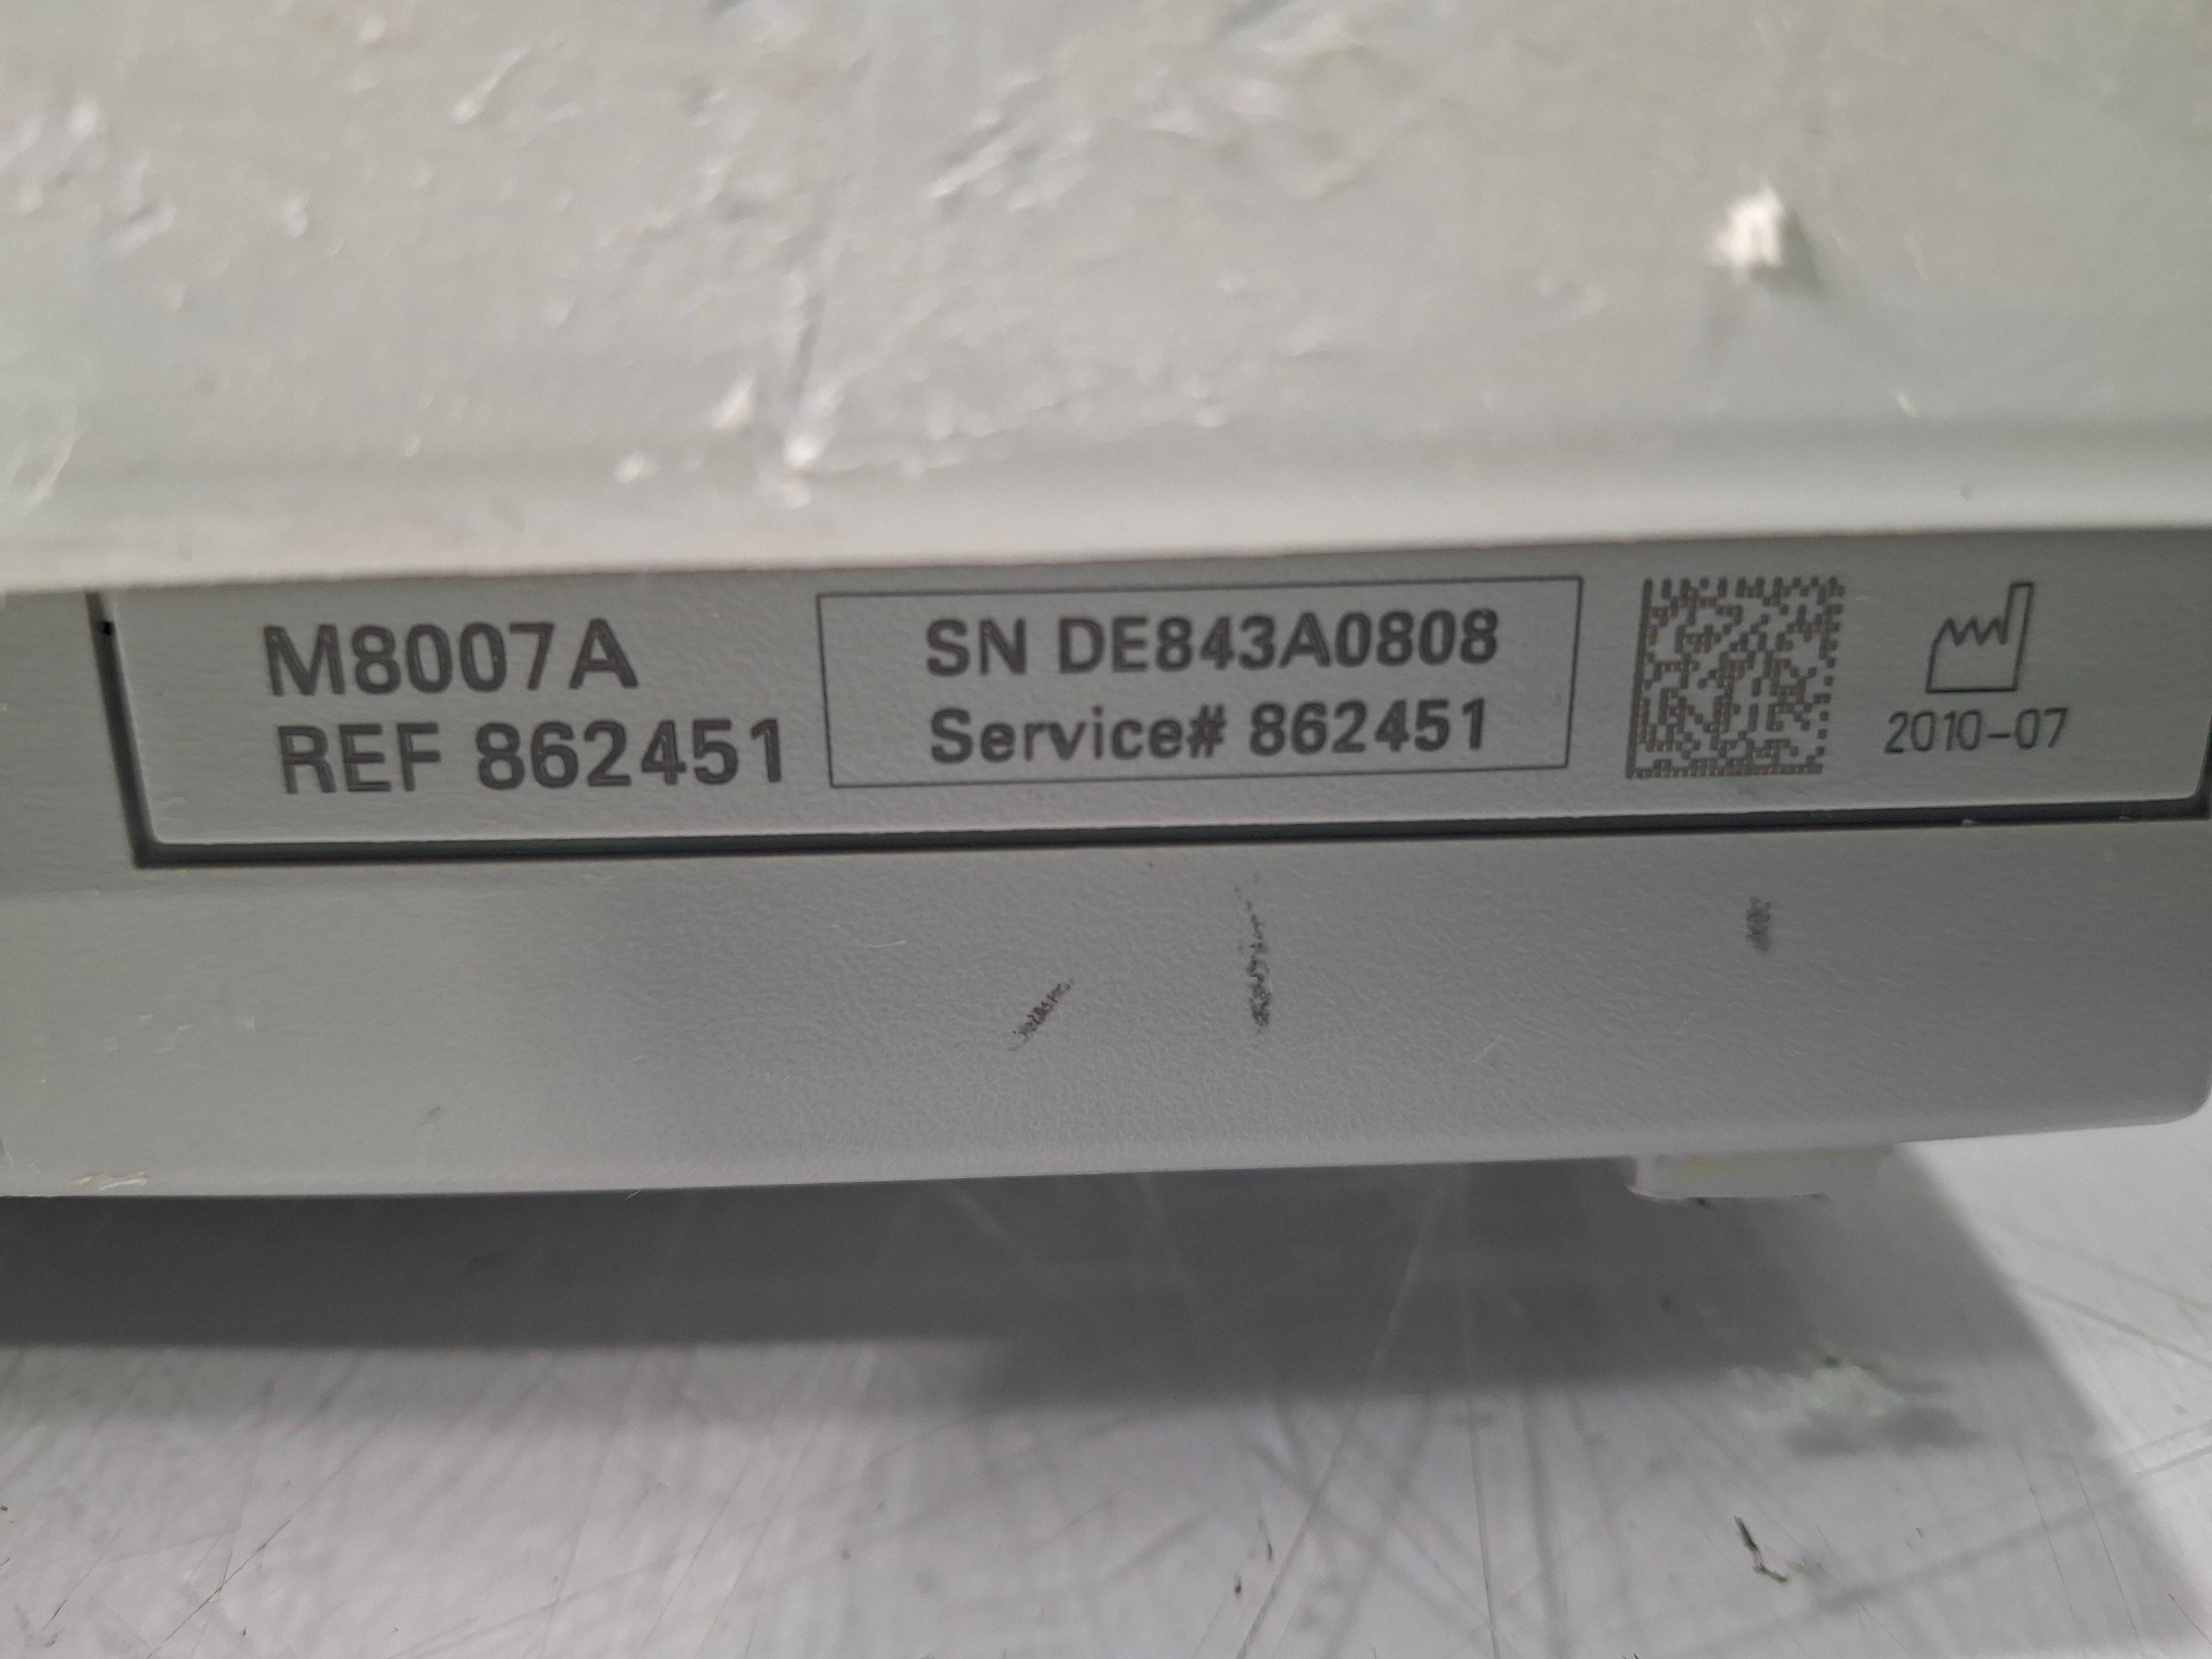 M8007A
REF 862451
SN DE843A0808
Service# 862451
2010-07